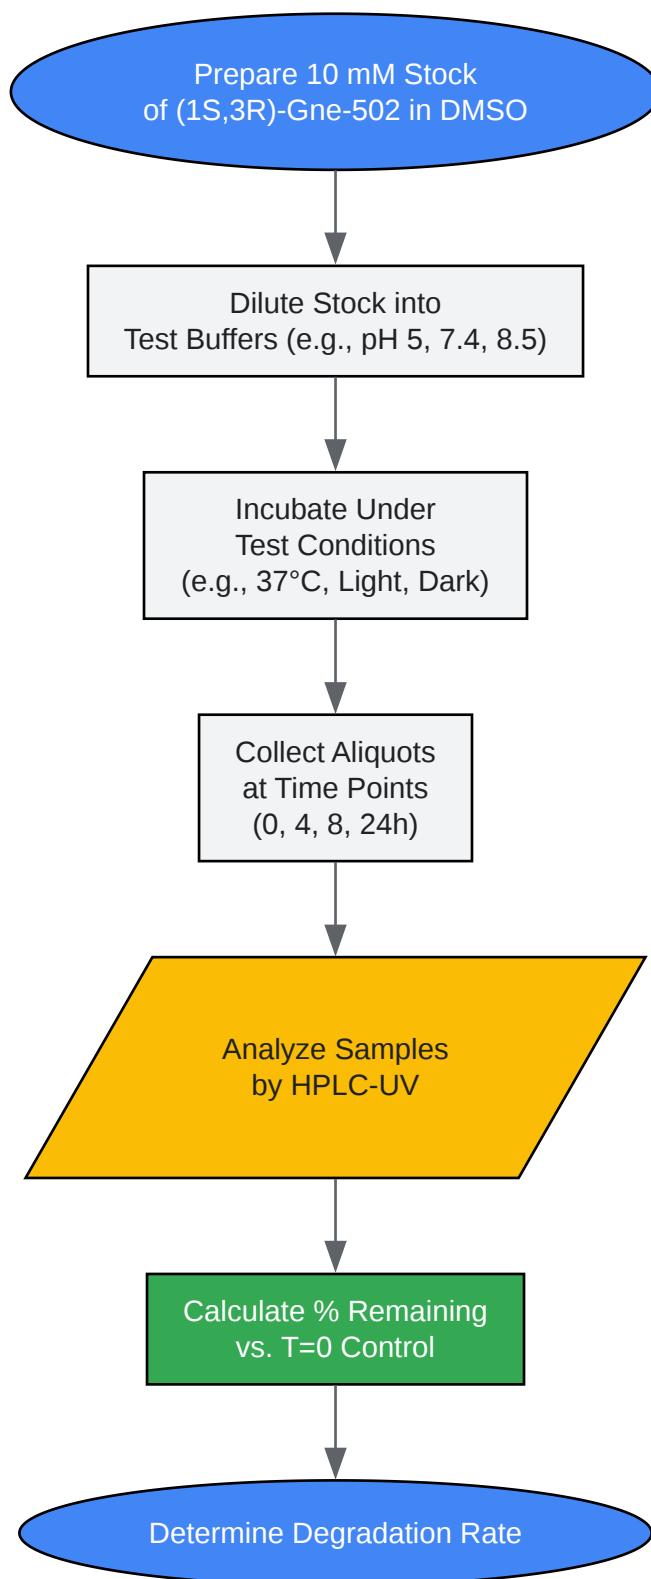 Prepare 10 mM Stock
of (1S,3R)-Gne-502 in DMSO
Dilute Stock into
Test Buffers (e.g., pH 5, 7.4, 8.5)
Incubate Under
Test Conditions
(e.g., 37°C, Light, Dark)
Collect Aliquots
at Time Points
(0, 4, 8, 24h)
Analyze Samples
by HPLC-UV
Calculate % Remaining
vs. T=0 Control
Determine Degradation Rate